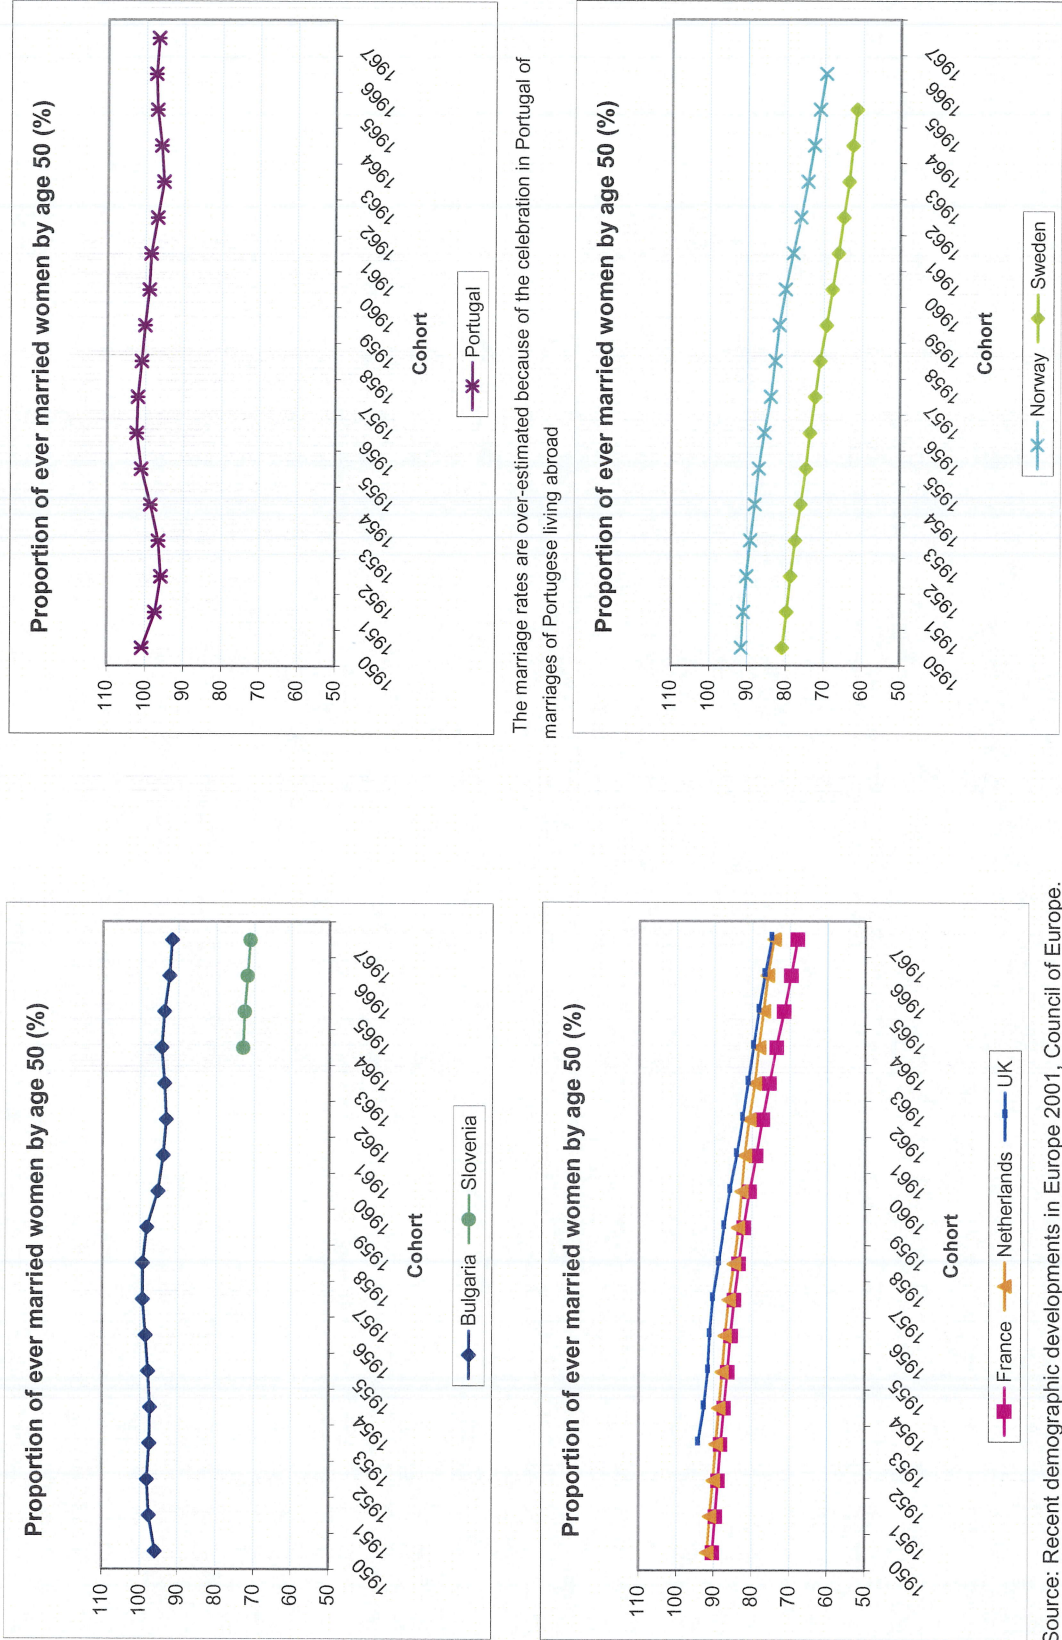 Proportion of ever married women by age 50 (%)
110
100
90
80
70
60
50
1950 1951 1952 1953 1954 1955 1956 1957 1958 1959 1960 1961 1962 1963 1964 1965 1966 1967
Cohort
Bulgaria Slovenia
Proportion of ever married women by age 50 (%)
110
100
90
80
70
60
50
1950 1951 1952 1953 1954 1955 1956 1957 1958 1959 1960 1961 1962 1963 1964 1965 1966 1967
Cohort
Portugal
The marriage rates are over-estimated because of the celebration in Portugal of
marriages of Portugese living abroad
Proportion of ever married women by age 50 (%)
110
100
90
80
70
60
50
1950 1951 1952 1953 1954 1955 1956 1957 1958 1959 1960 1961 1962 1963 1964 1965 1966 1967
Cohort
France Netherlands UK
Proportion of ever married women by age 50 (%)
110
100
90
80
70
60
50
1950 1951 1952 1953 1954 1955 1956 1957 1958 1959 1960 1961 1962 1963 1964 1965 1966 1967
Cohort
Norway Sweden
Source: Recent demographic developments in Europe 2001, Council of Europe.